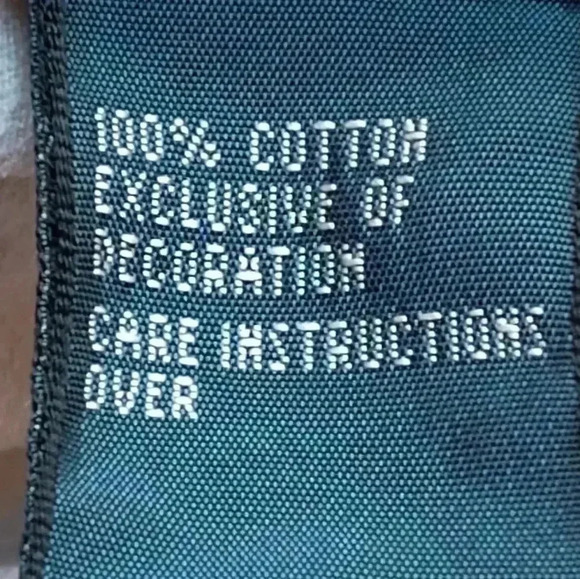 100% COTTON
EXCLUSIVE OF
DECORATION
CARE INSTRUCTIONS
OVER